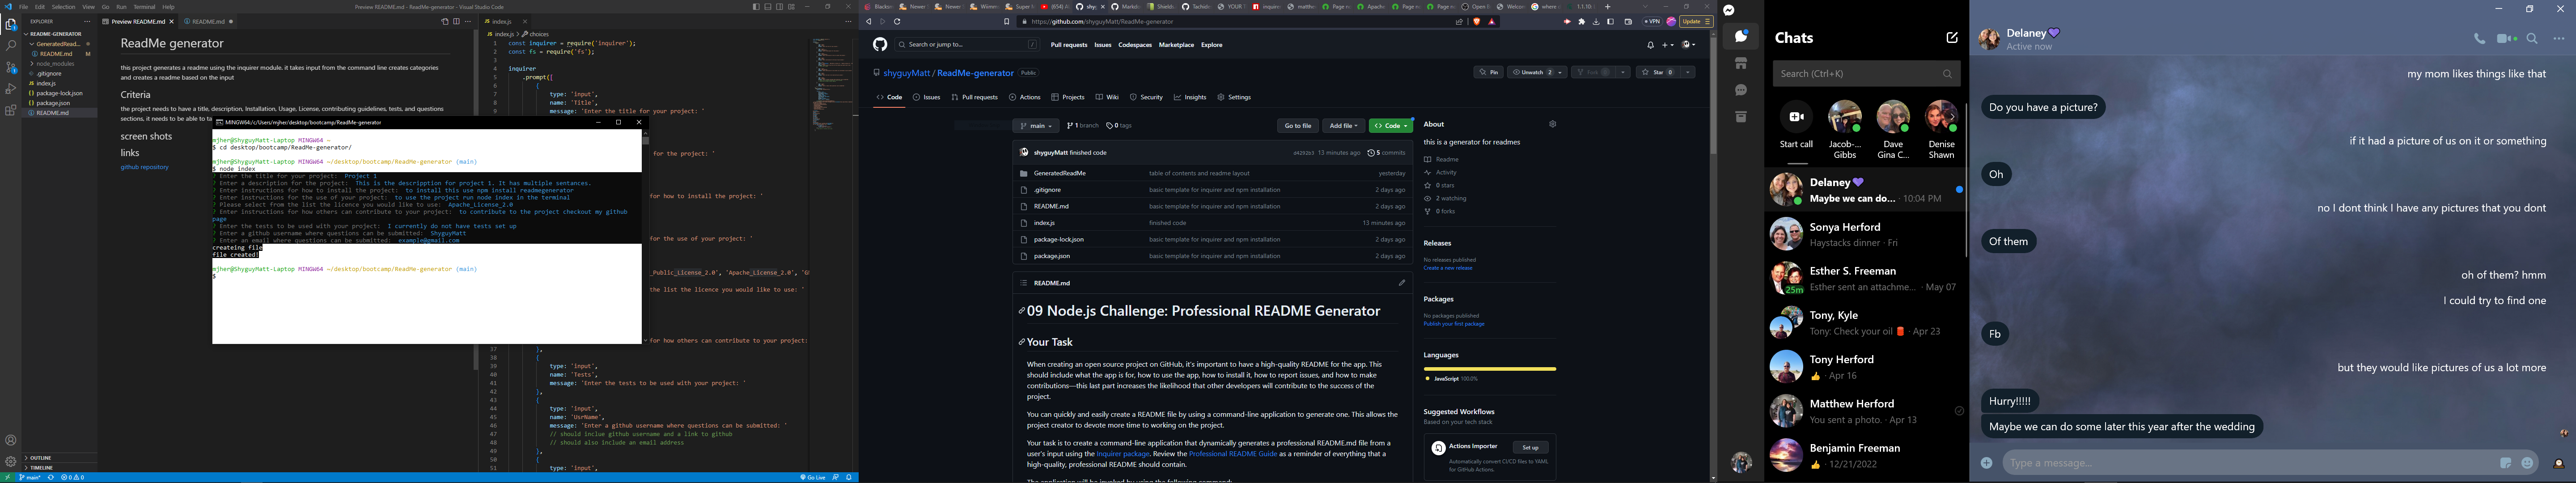 File Edit Selection View Go Run Terminal Help
Preview README.md - ReadMe-generator - Visual Studio Code
EXPLORER
README-GENERATOR
GeneratedRead...
README.md M
node_modules
.gitignore
index.js
package-lock.json
package.json
README.md
OUTLINE
TIMELINE
main*
0 0
Go Live
Preview README.md
README.md
ReadMe generator
this project generates a readme using the inquirer module. it takes input from the command line creates categories
and creates a readme based on the input
Criteria
the project needs to have a title, description, Installation, Usage, License, contributing guidelines, tests, and questions
sections, it needs to be able to ta
screen shots
links
github repository
MINGW64:/c/Users/mjher/desktop/bootcamp/ReadMe-generator
mjher@ShyguyMatt-Laptop MINGW64 ~
$ cd desktop/bootcamp/ReadMe-generator/
mjher@ShyguyMatt-Laptop MINGW64 ~/desktop/bootcamp/ReadMe-generator (main)
$ node index
? Enter the title for your project: Project 1
? Enter a description for the project: This is the descripption for project 1. It has multiple sentances.
? Enter instructions for how to install the project: to install this use npm install readmegenerator
? Enter instructions for the use of your project: to use the project run node index in the terminal
? Please select from the list the licence you would like to use: Apache_License_2.0
? Enter instructions for how others can contribute to your project: to contribute to the project checkout my github
page
? Enter the tests to be used with your project: I currently do not have tests set up
? Enter a github username where questions can be submitted: ShyguyMatt
? Enter an email where questions can be submitted: example@gmail.com
createing file
file created!
mjher@ShyguyMatt-Laptop MINGW64 ~/desktop/bootcamp/ReadMe-generator (main)
$
index.js
index.js > choices
1 const inquirer = require('inquirer');
2 const fs = require('fs');
3
4 inquirer
5 .prompt([
6 {
7 type: 'input',
8 name: 'Title',
9 message: 'Enter the title for your project: '
for the project: '
for how to install the project: '
for the use of your project: '
_Public_License_2.0', 'Apache_License_2.0', 'G
the list the licence you would like to use: '
for how others can contribute to your project:
37 },
38 {
39 type: 'input',
40 name: 'Tests',
41 message: 'Enter the tests to be used with your project: '
42 },
43 {
44 type: 'input',
45 name: 'UsrName',
46 message: 'Enter a github username where questions can be submitted: '
47 // should inclue github username and a link to github
48 // should also include an email address
49 },
50 {
51 type: 'input',
https://github.com/shyguyMatt/ReadMe-generator
VPN
Update
Search or jump to...
Pull requests Issues Codespaces Marketplace Explore
shyguyMatt / ReadMe-generator Public
Pin Unwatch 2 Fork Star 0
Code Issues Pull requests Actions Projects Wiki Security Insights Settings
main 1 branch 0 tags Go to file Add file Code
shyguyMatt finished code 13 minutes ago 5 commits
GeneratedReadMe table of contents and readme layout yesterday
.gitignore basic template for inquirer and npm installation 2 days ago
README.md basic template for inquirer and npm installation 2 days ago
index.js finished code 13 minutes ago
package-lock.json basic template for inquirer and npm installation 2 days ago
package.json basic template for inquirer and npm installation 2 days ago
README.md
09 Node.js Challenge: Professional README Generator
Your Task
When creating an open source project on GitHub, it's important to have a high-quality README for the app. This
should include what the app is for, how to use the app, how to install it, how to report issues, and how to make
contributions—this last part increases the likelihood that other developers will contribute to the success of the
project.
You can quickly and easily create a README file by using a command-line application to generate one. This allows the
project creator to devote more time to working on the project.
Your task is to create a command-line application that dynamically generates a professional README.md file from a
user's input using the Inquirer package. Review the Professional README Guide as a reminder of everything that a
high-quality, professional README should contain.
The application will be invoked by using the following command:
About
this is a generator for readmes
Readme
Activity
0 stars
2 watching
0 forks
Releases
No releases published
Create a new release
Packages
No packages published
Publish your first package
Languages
JavaScript 100.0%
Suggested Workflows
Based on your tech stack
Actions Importer
Set up
Automatically convert CI/CD files to YAML
for GitHub Actions.
Chats
Search (Ctrl+K)
Start call
Jacob-... Gibbs
Dave Gina C...
Denise Shawn
Delaney💜
Maybe we can do... · 10:04 PM
Sonya Herford
Haystacks dinner · Fri
Esther S. Freeman
25m
Esther sent an attachme... · May 07
Tony, Kyle
Tony: Check your oil 🛢 · Apr 23
Tony Herford
👍 · Apr 16
Matthew Herford
You sent a photo. · Apr 13
Benjamin Freeman
👍 · 12/21/2022
Delaney💜
Active now
my mom likes things like that
Do you have a picture?
if it had a picture of us on it or something
Oh
no I dont think I have any pictures that you dont
Of them
oh of them? hmm
I could try to find one
Fb
but they would like pictures of us a lot more
Hurry!!!!!
Maybe we can do some later this year after the wedding
Type a message...